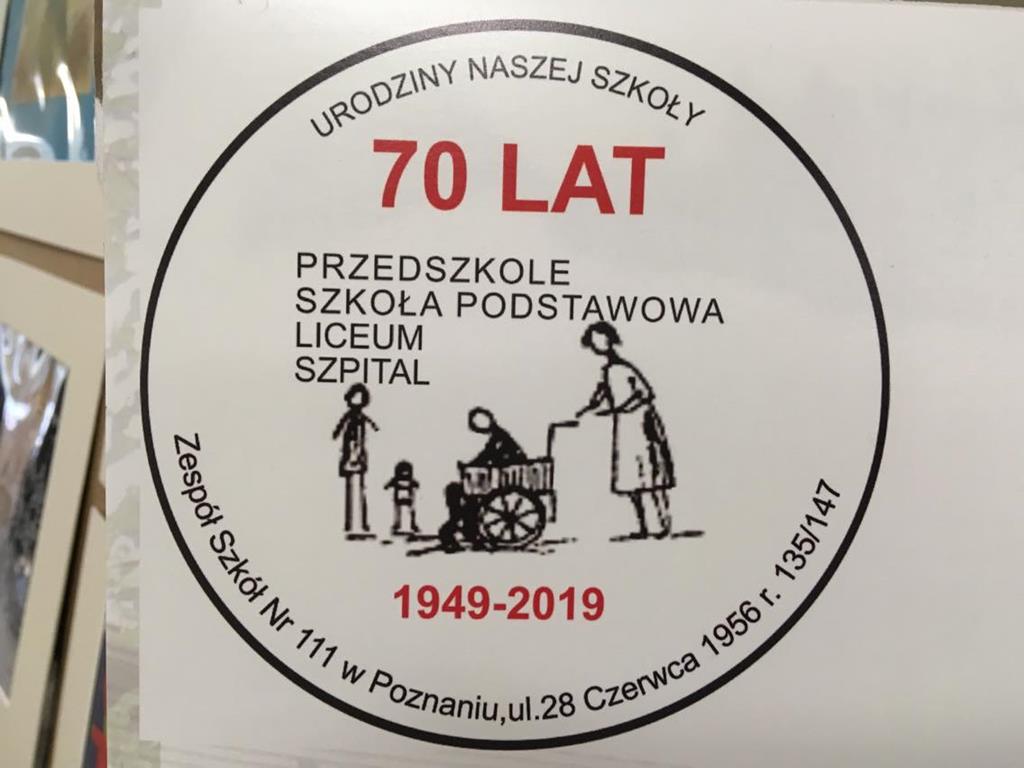 URODZINY NASZEJ SZKOŁY
70 LAT
PRZEDSZKOLE
SZKOŁA PODSTAWOWA
LICEUM
SZPITAL
1949-2019
Zespół Szkół Nr 111 w Poznaniu,ul.28 Czerwca 1956 r. 135/147